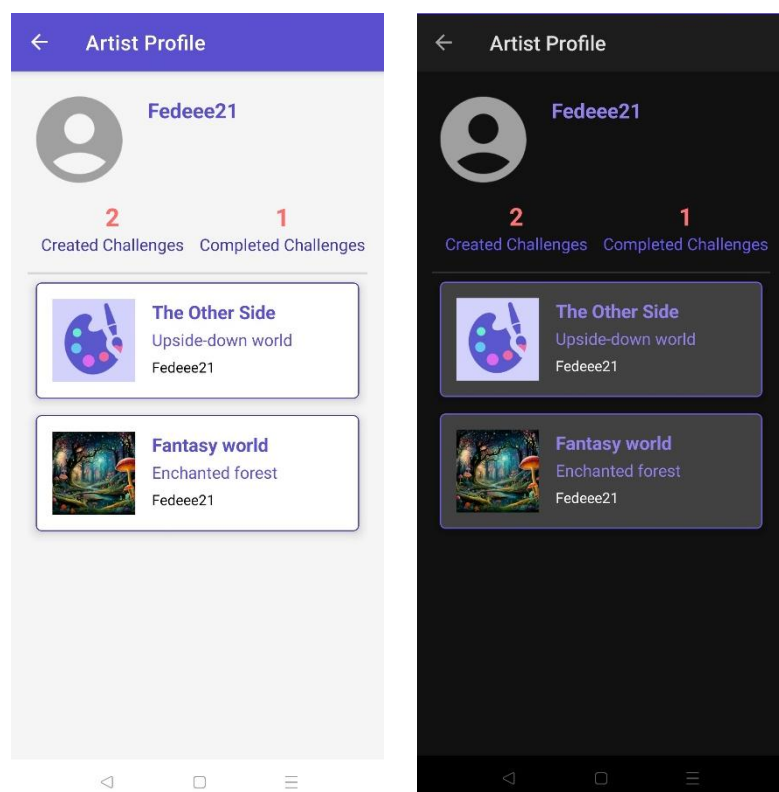 Artist Profile
Fedeee21
2 1
Created Challenges Completed Challenges
The Other Side
Upside-down world
Fedeee21
Fantasy world
Enchanted forest
Fedeee21
Artist Profile
Fedeee21
2 1
Created Challenges Completed Challenges
The Other Side
Upside-down world
Fedeee21
Fantasy world
Enchanted forest
Fedeee21